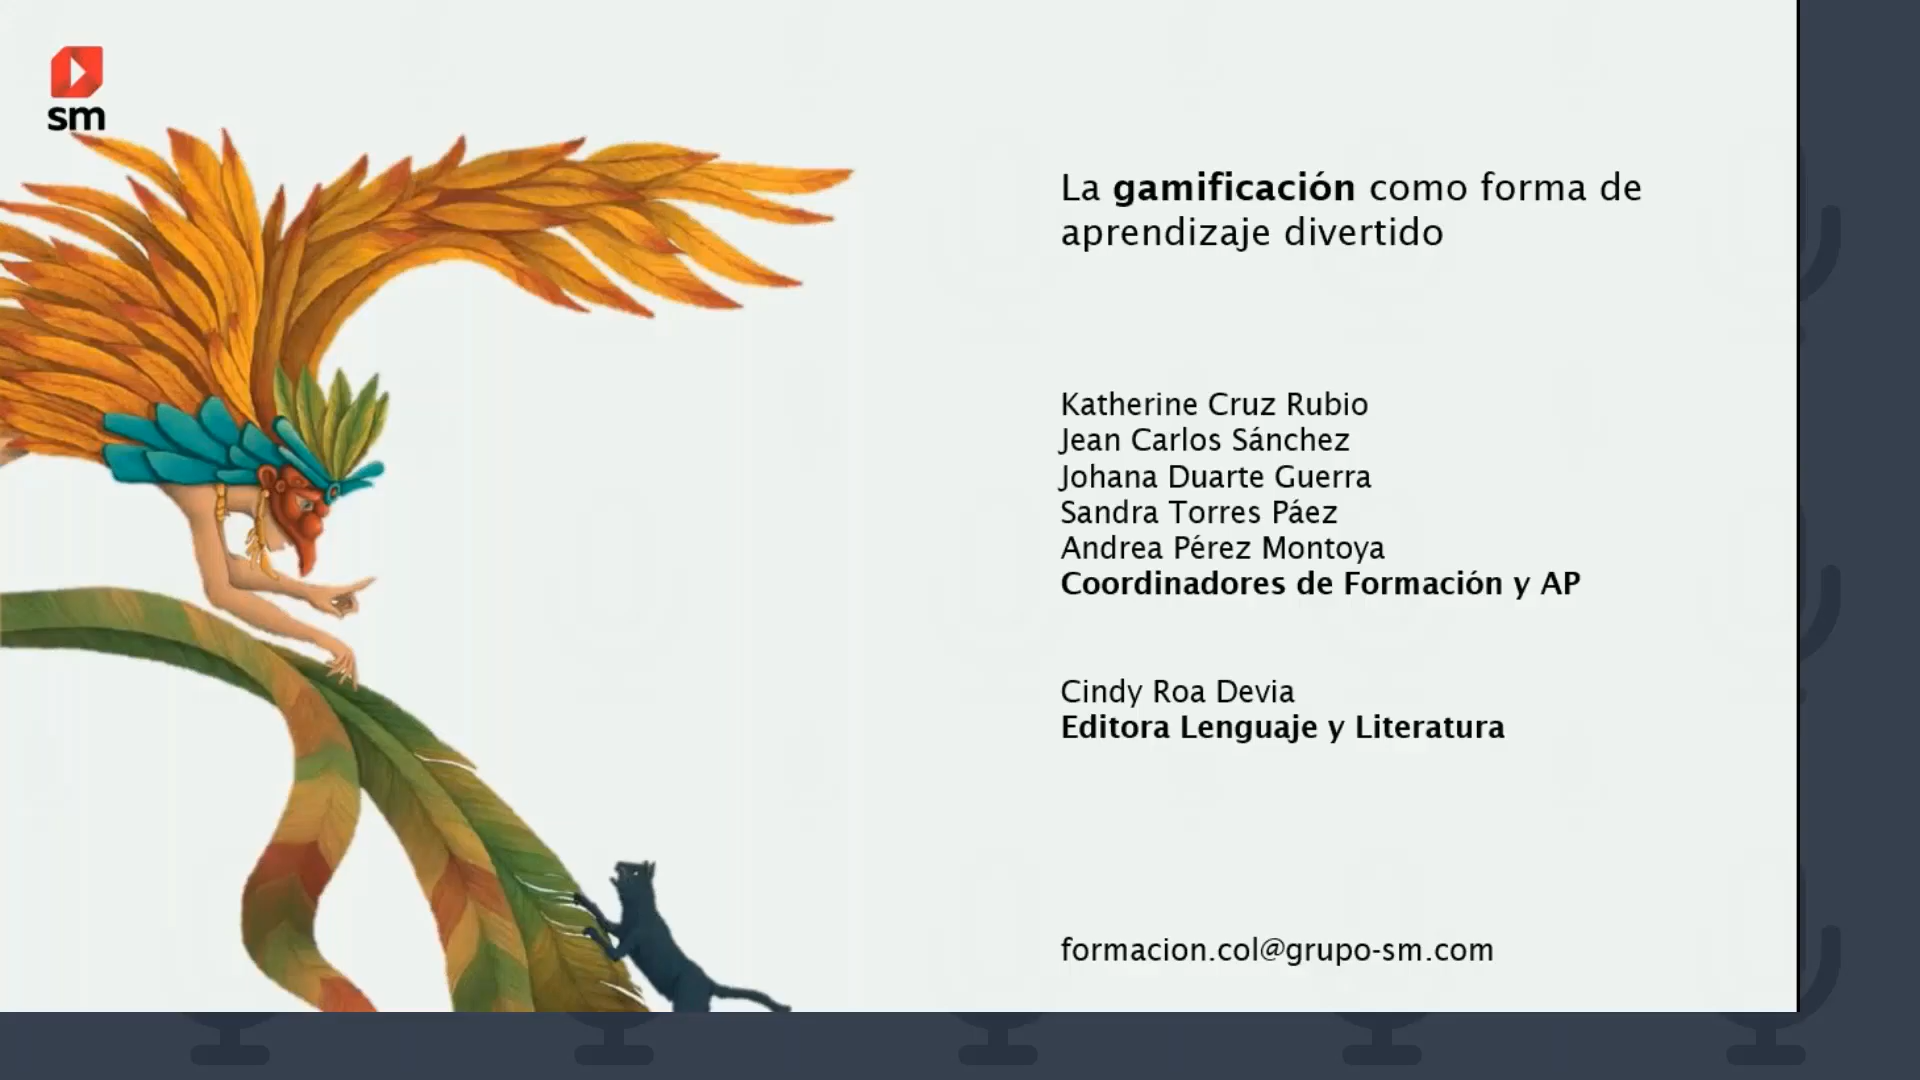 sm
La gamificación como forma de
aprendizaje divertido
Katherine Cruz Rubio
Jean Carlos Sánchez
Johana Duarte Guerra
Sandra Torres Páez
Andrea Pérez Montoya
Coordinadores de Formación y AP
Cindy Roa Devia
Editora Lenguaje y Literatura
formacion.col@grupo-sm.com